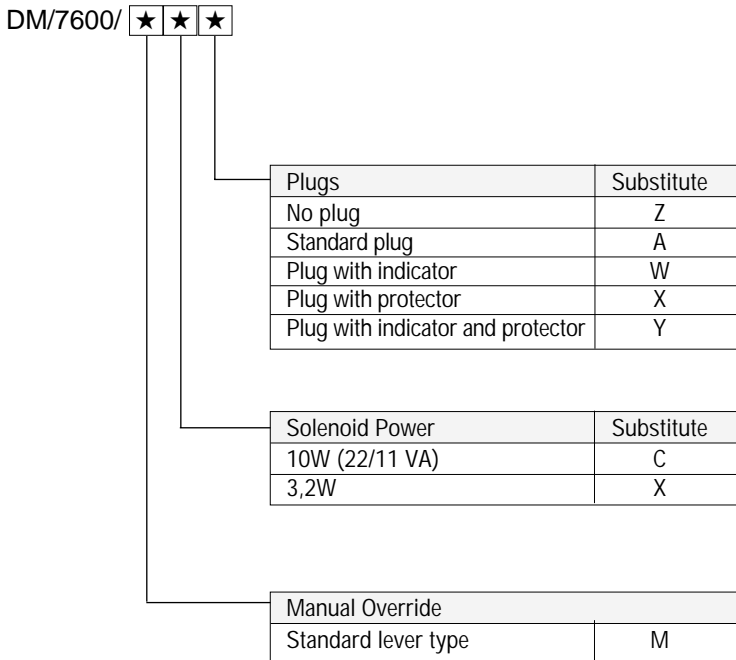 DM/7600/ ★ ★ ★
Plugs Substitute
No plug Z
Standard plug A
Plug with indicator W
Plug with protector X
Plug with indicator and protector Y
Solenoid Power Substitute
10W (22/11 VA) C
3,2W X
Manual Override
Standard lever type M